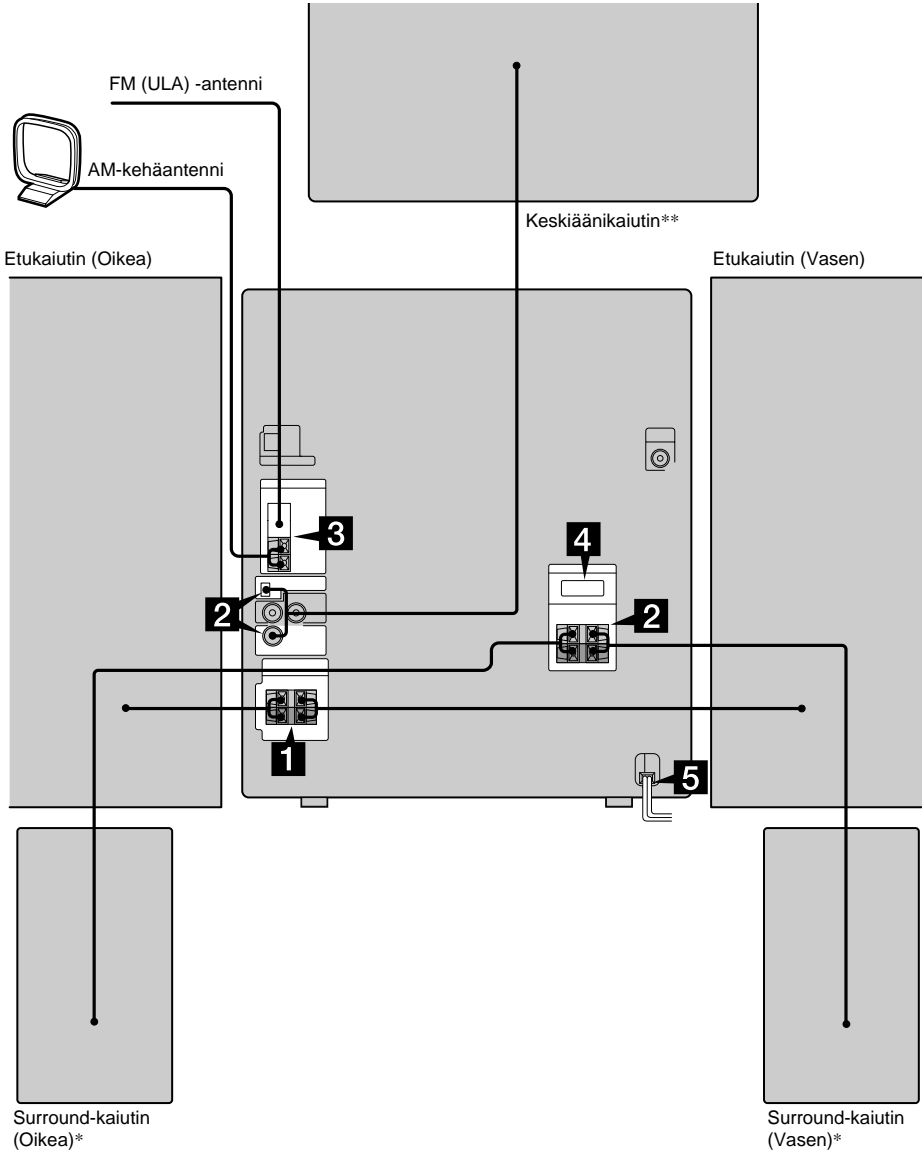 FM (ULA) -antenni
AM-kehäantenni
Keskiäänikaiutin**
Etukaiutin (Oikea)
Etukaiutin (Vasen)
3
4
2
2
1
5
Surround-kaiutin
(Oikea)*
Surround-kaiutin
(Vasen)*